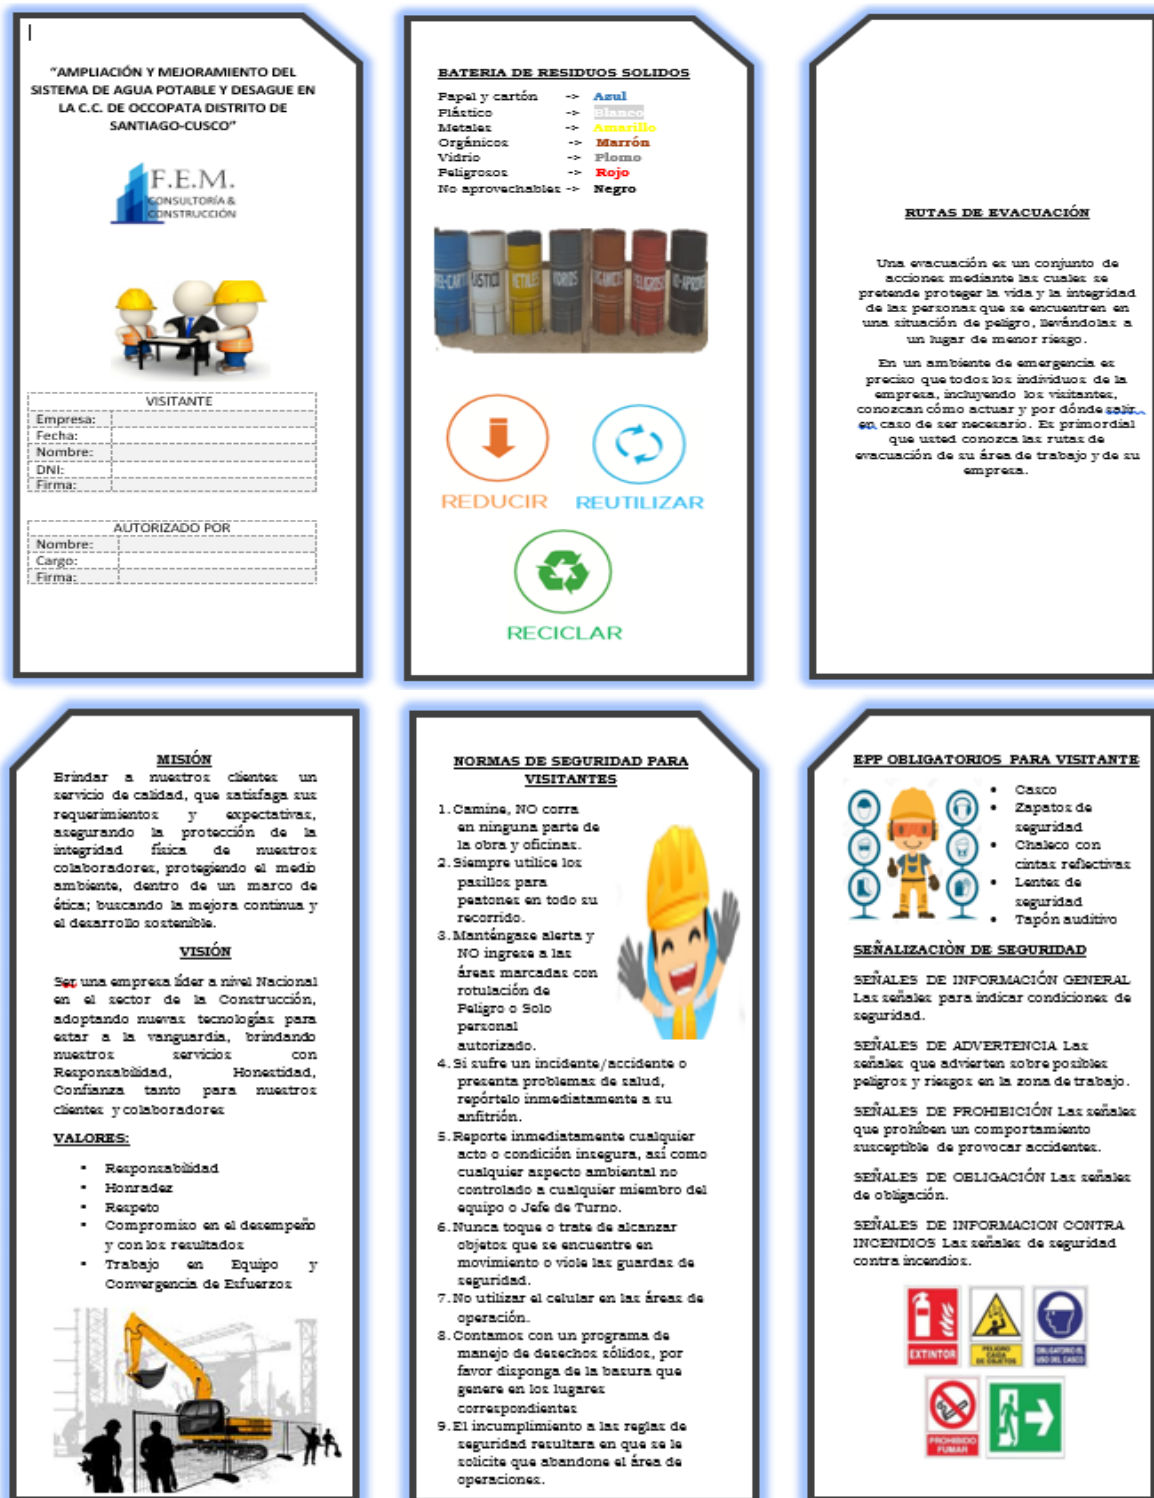 "AMPLIACIÓN Y MEJORAMIENTO DEL
SISTEMA DE AGUA POTABLE Y DESAGUE EN
LA C.C. DE OCCOPATA DISTRITO DE
SANTIAGO-CUSCO"
F.E.M.
CONSULTORÍA &
CONSTRUCCIÓN
VISITANTE
Empresa:
Fecha:
Nombre:
DNI:
Firma:
AUTORIZADO POR
Nombre:
Cargo:
Firma:
BATERIA DE RESIDUOS SOLIDOS
Papel y cartón -> Azul
Plástico -> Blanco
Metales -> Amarillo
Orgánicos -> Marrón
Vidrio -> Plomo
Peligrosos -> Rojo
No aprovechables -> Negro
REDUCIR
REUTILIZAR
RECICLAR
RUTAS DE EVACUACIÓN
Una evacuación es un conjunto de
acciones mediante las cuales se
pretende proteger la vida y la integridad
de las personas que se encuentren en
una situación de peligro, llevándolas a
un lugar de menor riesgo.
En un ambiente de emergencia es
preciso que todos los individuos de la
empresa, incluyendo los visitantes,
conozcan cómo actuar y por dónde salir
en caso de ser necesario. Es primordial
que usted conozca las rutas de
evacuación de su área de trabajo y de su
empresa.
MISIÓN
Brindar a nuestros clientes un
servicio de calidad, que satisfaga sus
requerimientos y expectativas,
asegurando la protección de la
integridad física de nuestros
colaboradores, protegiendo el medio
ambiente, dentro de un marco de
ética; buscando la mejora continua y
el desarrollo sostenible.
VISIÓN
Ser una empresa líder a nivel Nacional
en el sector de la Construcción,
adoptando nuevas tecnologías para
estar a la vanguardia, brindando
nuestros servicios con
Responsabilidad, Honestidad,
Confianza tanto para nuestros
clientes y colaboradores
VALORES:
▪ Responsabilidad
▪ Honradez
▪ Respeto
▪ Compromiso en el desempeño
y con los resultados
▪ Trabajo en Equipo y
Convergencia de Esfuerzos
NORMAS DE SEGURIDAD PARA
VISITANTES
1. Camine, NO corra
en ninguna parte de
la obra y oficinas.
2. Siempre utilice los
pasillos para
peatones en todo su
recorrido.
3. Manténgase alerta y
NO ingrese a las
áreas marcadas con
rotulación de
Peligro o Solo
personal
autorizado.
4. Si sufre un incidente/accidente o
presenta problemas de salud,
repórtelo inmediatamente a su
anfitrión.
5. Reporte inmediatamente cualquier
acto o condición insegura, así como
cualquier aspecto ambiental no
controlado a cualquier miembro del
equipo o Jefe de Turno.
6. Nunca toque o trate de alcanzar
objetos que se encuentre en
movimiento o viole las guardas de
seguridad.
7. No utilizar el celular en las áreas de
operación.
8. Contamos con un programa de
manejo de desechos sólidos, por
favor disponga de la basura que
genere en los lugares
correspondientes
9. El incumplimiento a las reglas de
seguridad resultara en que se le
solicite que abandone el área de
operaciones.
EPP OBLIGATORIOS PARA VISITANTE
• Casco
• Zapatos de
seguridad
• Chaleco con
cintas reflectivas
• Lentes de
seguridad
• Tapón auditivo
SEÑALIZACIÒN DE SEGURIDAD
SEÑALES DE INFORMACIÓN GENERAL
Las señales para indicar condiciones de
seguridad.
SEÑALES DE ADVERTENCIA Las
señales que advierten sobre posibles
peligros y riesgos en la zona de trabajo.
SEÑALES DE PROHIBICIÓN Las señales
que prohíben un comportamiento
susceptible de provocar accidentes.
SEÑALES DE OBLIGACIÓN Las señales
de obligación.
SEÑALES DE INFORMACION CONTRA
INCENDIOS Las señales de seguridad
contra incendios.
EXTINTOR
PELIGRO
CAIDA
DE OBJETOS
OBLIGATORIO EL
USO DEL CASCO
PROHIBIDO
FUMAR